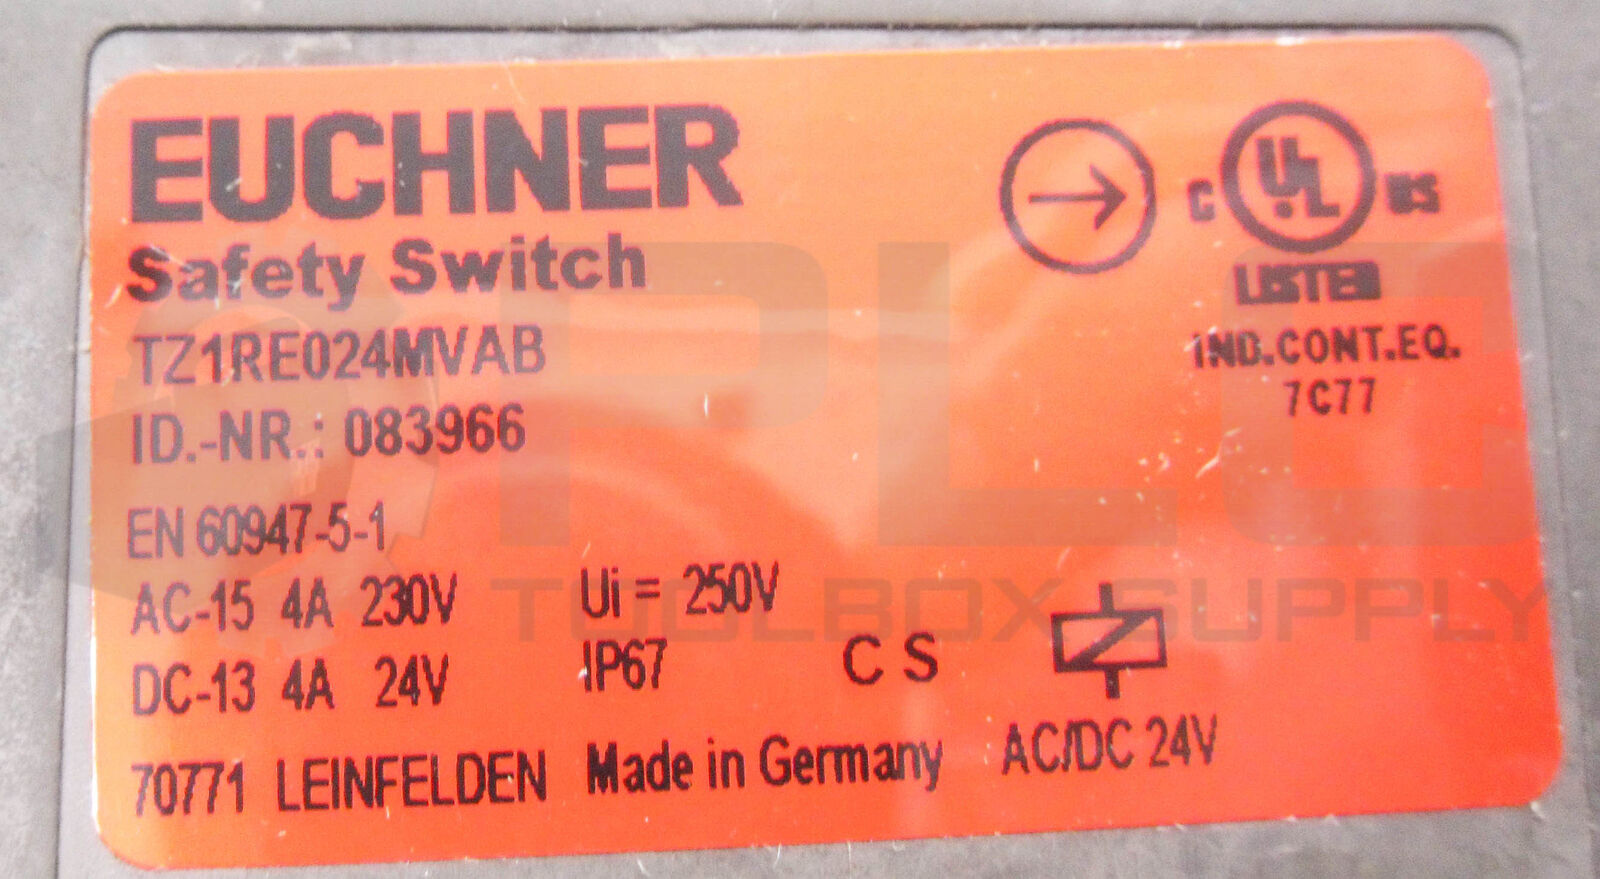 EUCHNER
Safety Switch
TZ1RE024MVAB
ID.-NR.: 083966
EN 60947-5-1
AC-15 4A 230V
DC-13 4A 24V
Ui = 250V
IP67
C S
70771 LEINFELDEN Made in Germany
AC/DC 24V
C UL US
LISTED
IND.CONT.EQ.
7C77
PLC
TOOLBOX SUPPLY